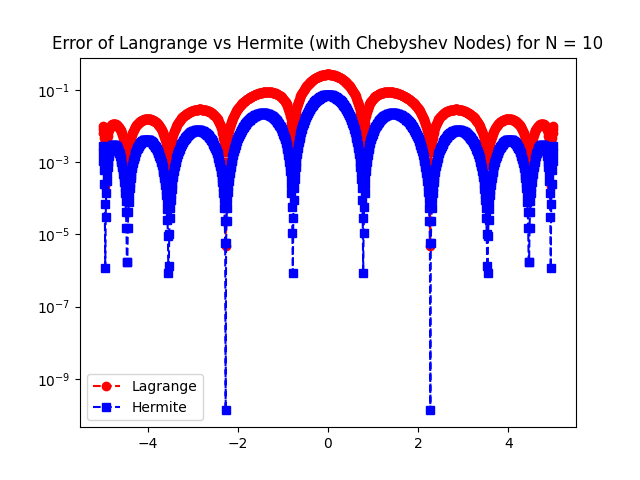 Error of Langrange vs Hermite (with Chebyshev Nodes) for N = 10
10⁻¹
10⁻³
10⁻⁵
10⁻⁷
10⁻⁹
Lagrange
Hermite
−4 −2 0 2 4